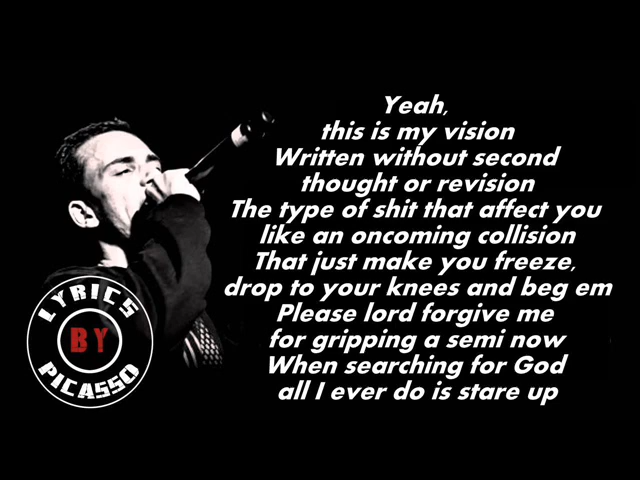 Yeah,
this is my vision
Written without second
thought or revision
The type of shit that affect you
like an oncoming collision
That just make you freeze,
drop to your knees and beg em
Please lord forgive me
for gripping a semi now
When searching for God
all I ever do is stare up
LYRICS
BY
PICASSO